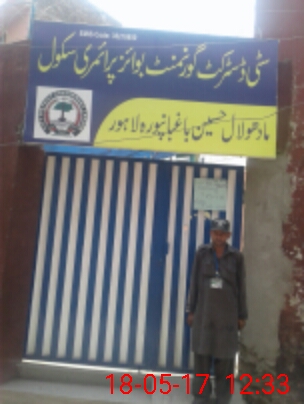 سٹی ڈسٹرکٹ گورنمنٹ بوائز پرائمری سکول
مادھولال حسین باغبانپورہ لاہور
18-05-17 12:33